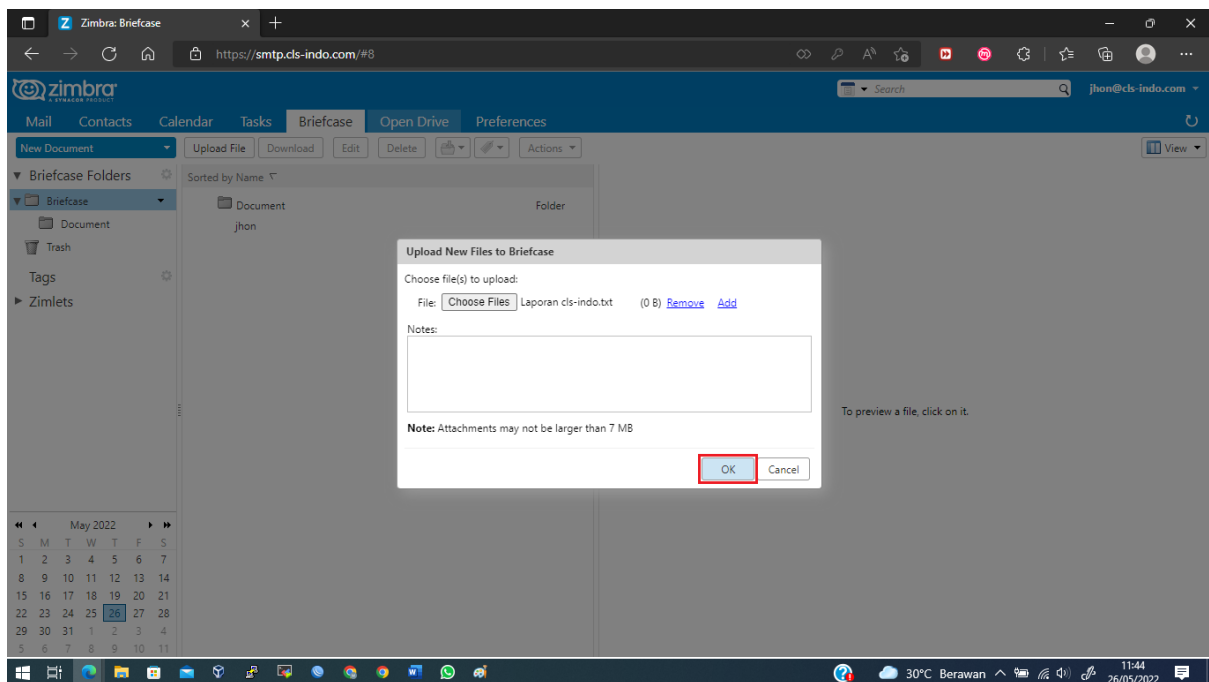 Zimbra: Briefcase
https://smtp.cls-indo.com/#8
zimbra
A SYNACOR PRODUCT
Search
jhon@cls-indo.com
Mail Contacts Calendar Tasks Briefcase Open Drive Preferences
New Document Upload File Download Edit Delete Actions View
Briefcase Folders
Sorted by Name
Briefcase
Document
Trash
Tags
Zimlets
Document Folder
jhon
Upload New Files to Briefcase
Choose file(s) to upload:
File: Choose Files Laporan cls-indo.txt (0 B) Remove Add
Notes:
Note: Attachments may not be larger than 7 MB
OK Cancel
To preview a file, click on it.
May 2022
S M T W T F S
1 2 3 4 5 6 7
8 9 10 11 12 13 14
15 16 17 18 19 20 21
22 23 24 25 26 27 28
29 30 31 1 2 3 4
5 6 7 8 9 10 11
30°C Berawan
11:44
26/05/2022